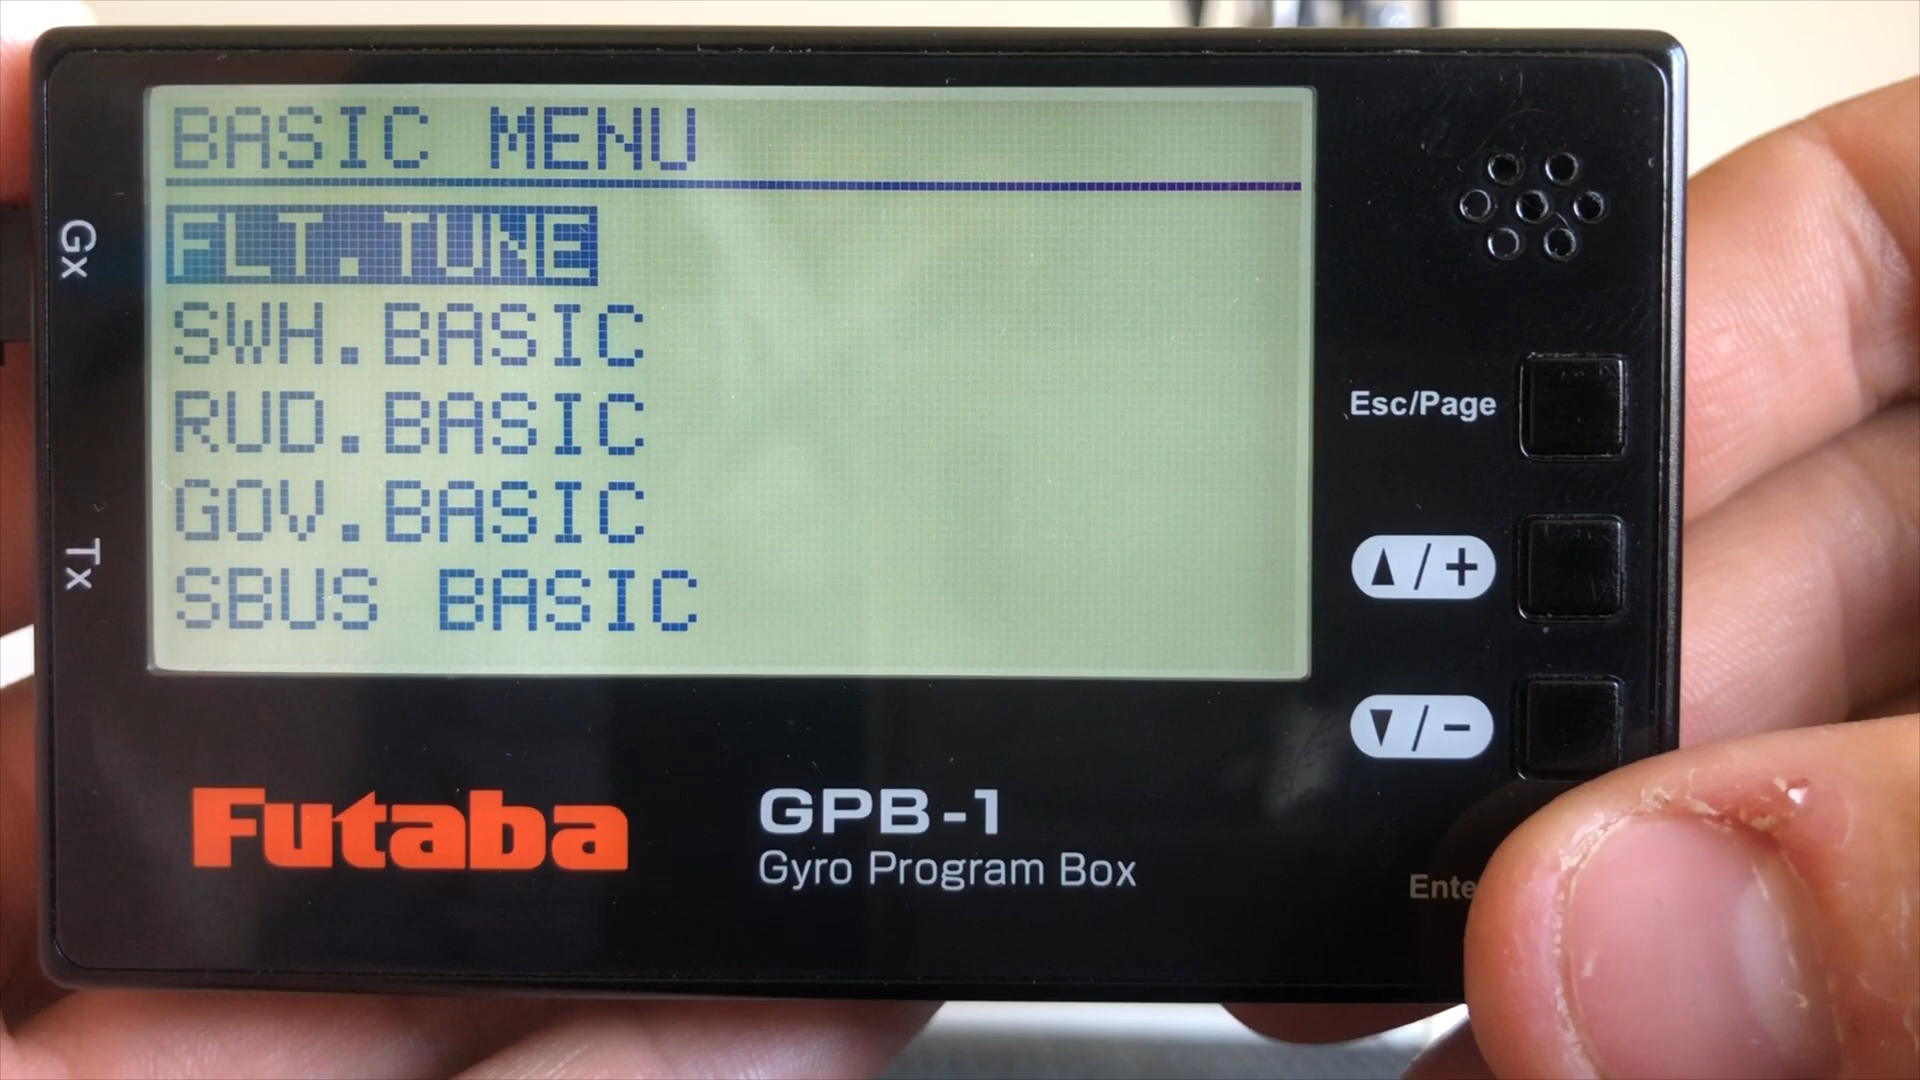 BASIC MENU
FLT.TUNE
SWH.BASIC
RUD.BASIC
GOV.BASIC
SBUS BASIC
Gx
Tx
Esc/Page
▲/+
▼/-
Futaba
GPB-1
Gyro Program Box